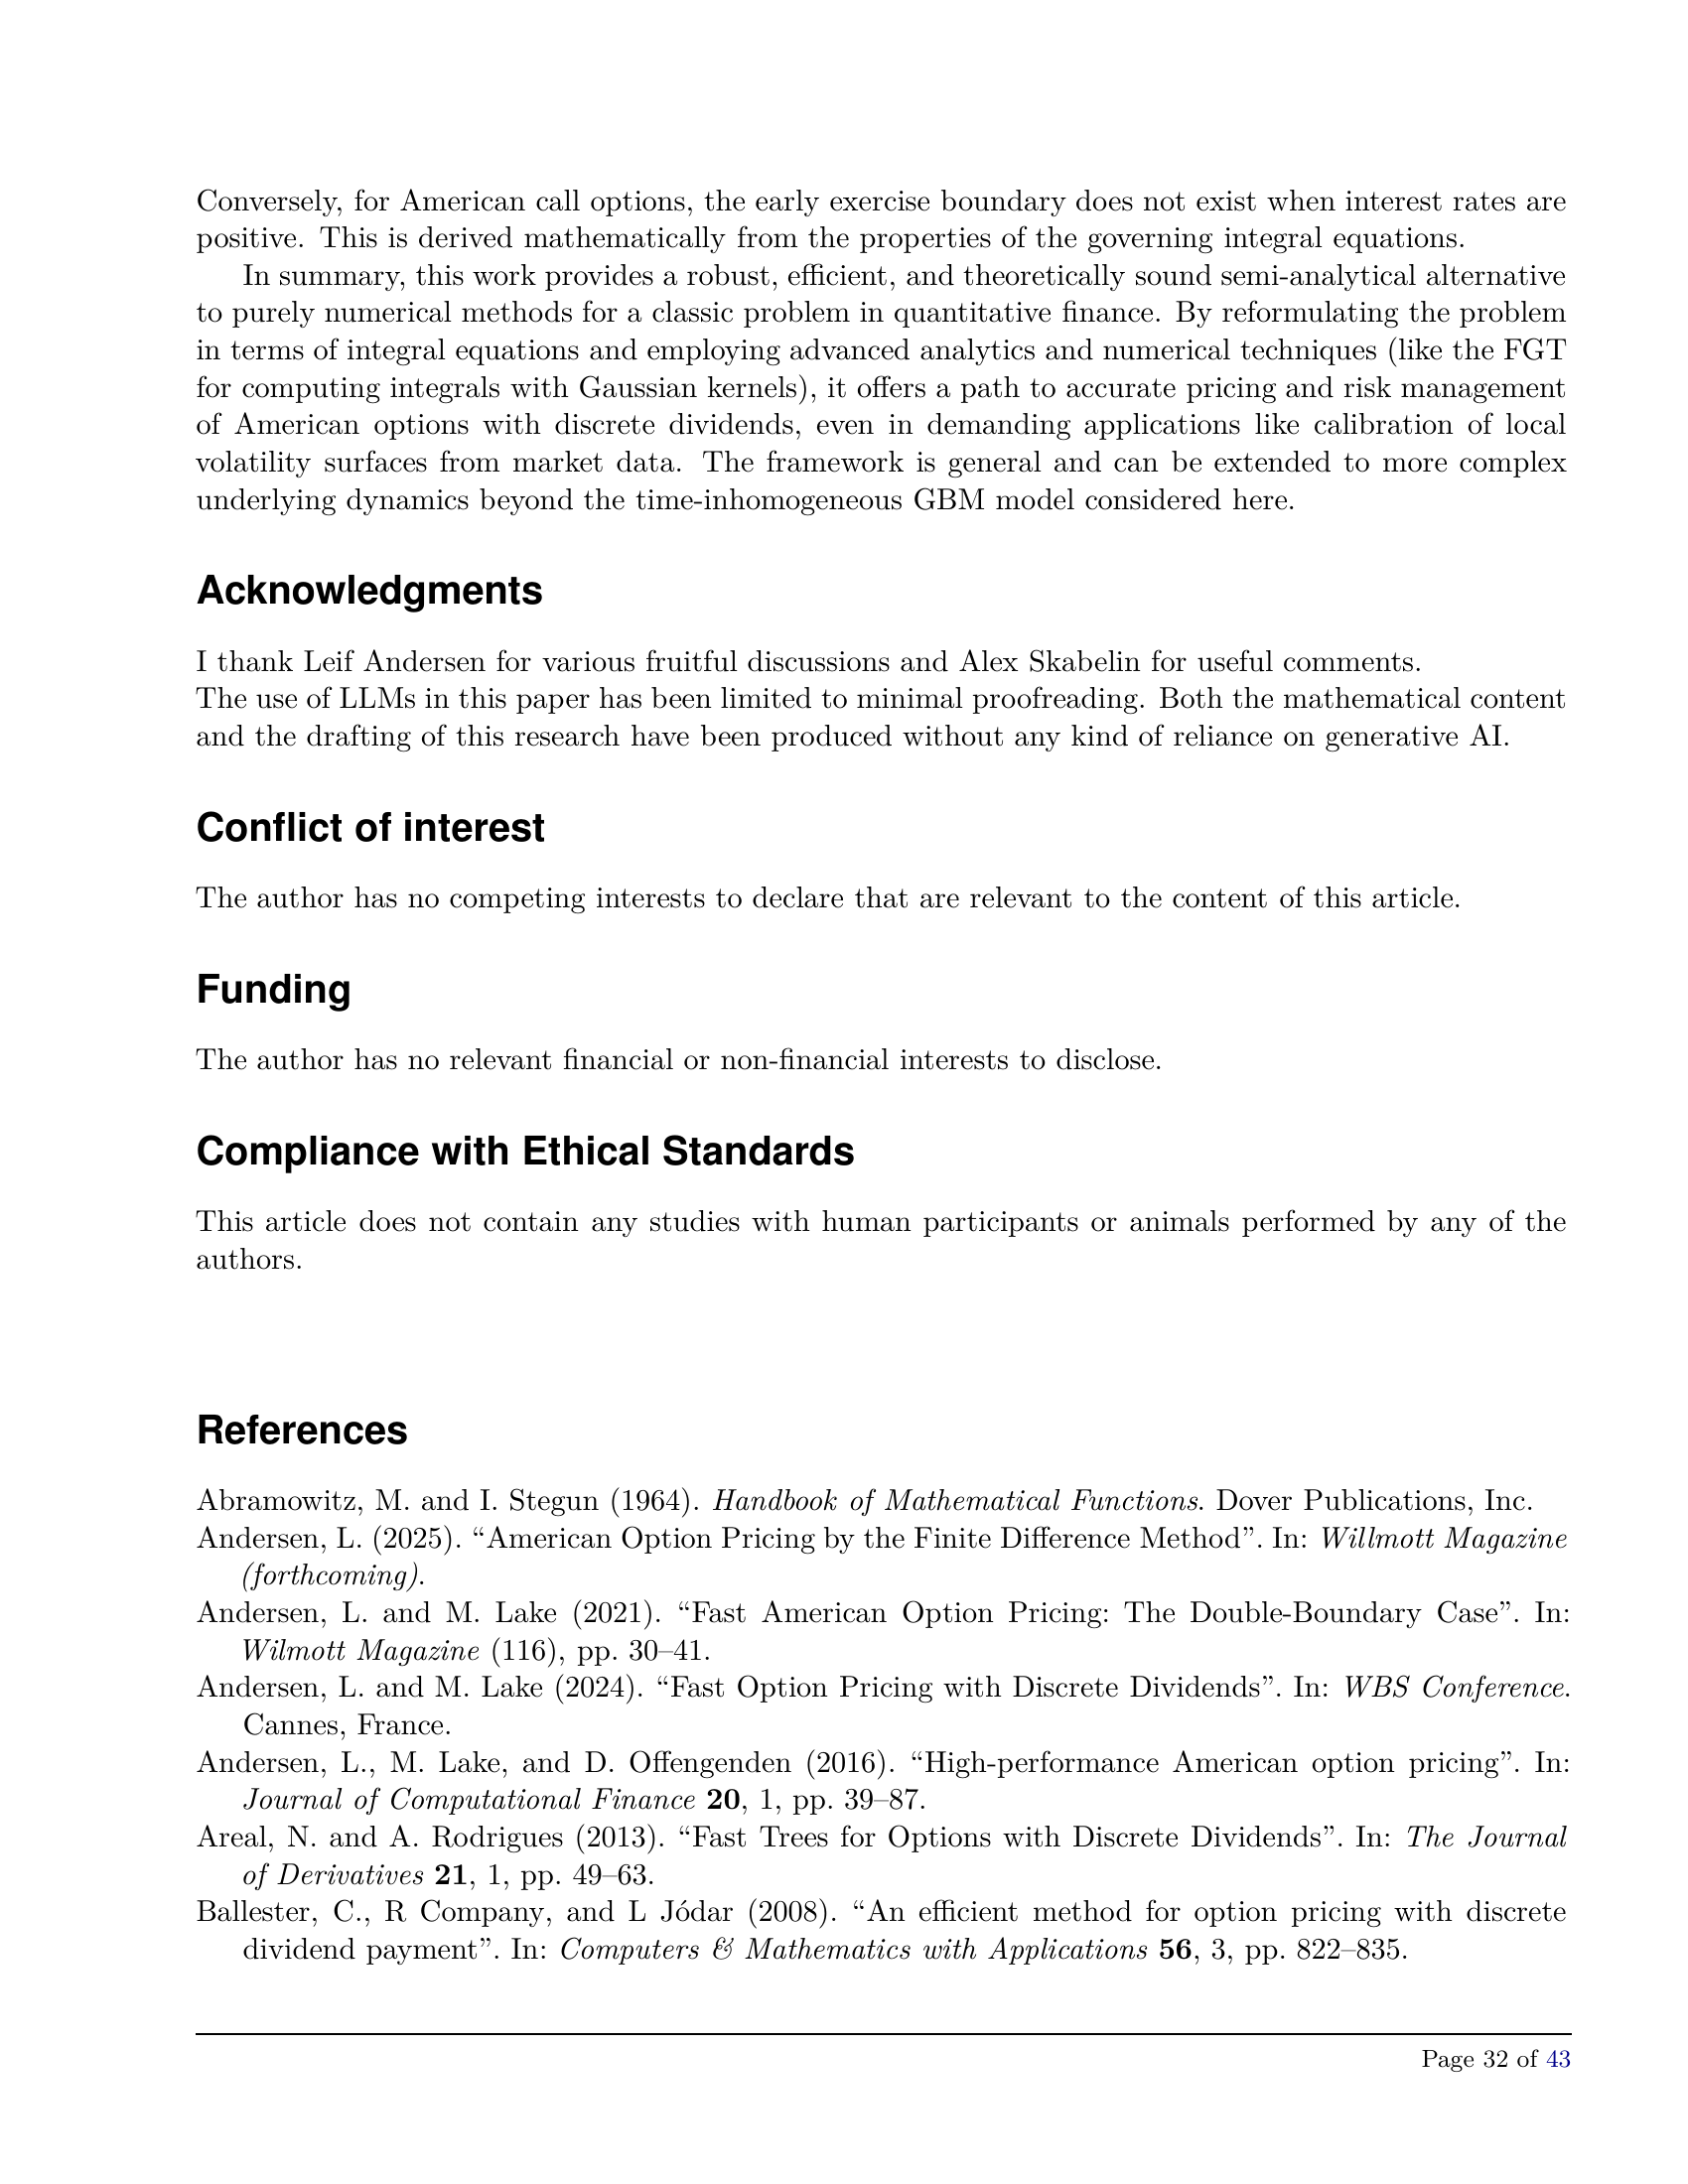 Conversely, for American call options, the early exercise boundary does not exist when interest rates are
positive. This is derived mathematically from the properties of the governing integral equations.
In summary, this work provides a robust, efficient, and theoretically sound semi-analytical alternative
to purely numerical methods for a classic problem in quantitative finance. By reformulating the problem
in terms of integral equations and employing advanced analytics and numerical techniques (like the FGT
for computing integrals with Gaussian kernels), it offers a path to accurate pricing and risk management
of American options with discrete dividends, even in demanding applications like calibration of local
volatility surfaces from market data. The framework is general and can be extended to more complex
underlying dynamics beyond the time-inhomogeneous GBM model considered here.
Acknowledgments
I thank Leif Andersen for various fruitful discussions and Alex Skabelin for useful comments.
The use of LLMs in this paper has been limited to minimal proofreading. Both the mathematical content
and the drafting of this research have been produced without any kind of reliance on generative AI.
Conflict of interest
The author has no competing interests to declare that are relevant to the content of this article.
Funding
The author has no relevant financial or non-financial interests to disclose.
Compliance with Ethical Standards
This article does not contain any studies with human participants or animals performed by any of the
authors.
References
Abramowitz, M. and I. Stegun (1964). Handbook of Mathematical Functions. Dover Publications, Inc.
Andersen, L. (2025). “American Option Pricing by the Finite Difference Method”. In: Willmott Magazine
(forthcoming).
Andersen, L. and M. Lake (2021). “Fast American Option Pricing: The Double-Boundary Case”. In:
Wilmott Magazine (116), pp. 30–41.
Andersen, L. and M. Lake (2024). “Fast Option Pricing with Discrete Dividends”. In: WBS Conference.
Cannes, France.
Andersen, L., M. Lake, and D. Offengenden (2016). “High-performance American option pricing”. In:
Journal of Computational Finance 20, 1, pp. 39–87.
Areal, N. and A. Rodrigues (2013). “Fast Trees for Options with Discrete Dividends”. In: The Journal
of Derivatives 21, 1, pp. 49–63.
Ballester, C., R Company, and L Jódar (2008). “An efficient method for option pricing with discrete
dividend payment”. In: Computers & Mathematics with Applications 56, 3, pp. 822–835.
Page 32 of 43